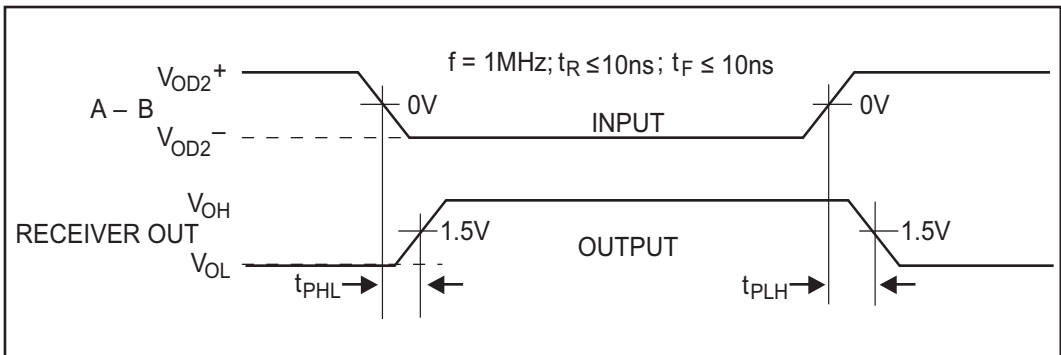 f = 1MHz; tR ≤10ns; tF ≤ 10ns
VOD2+
A – B
0V
0V
INPUT
VOD2–
VOH
RECEIVER OUT
1.5V
1.5V
OUTPUT
VOL
tPHL
tPLH